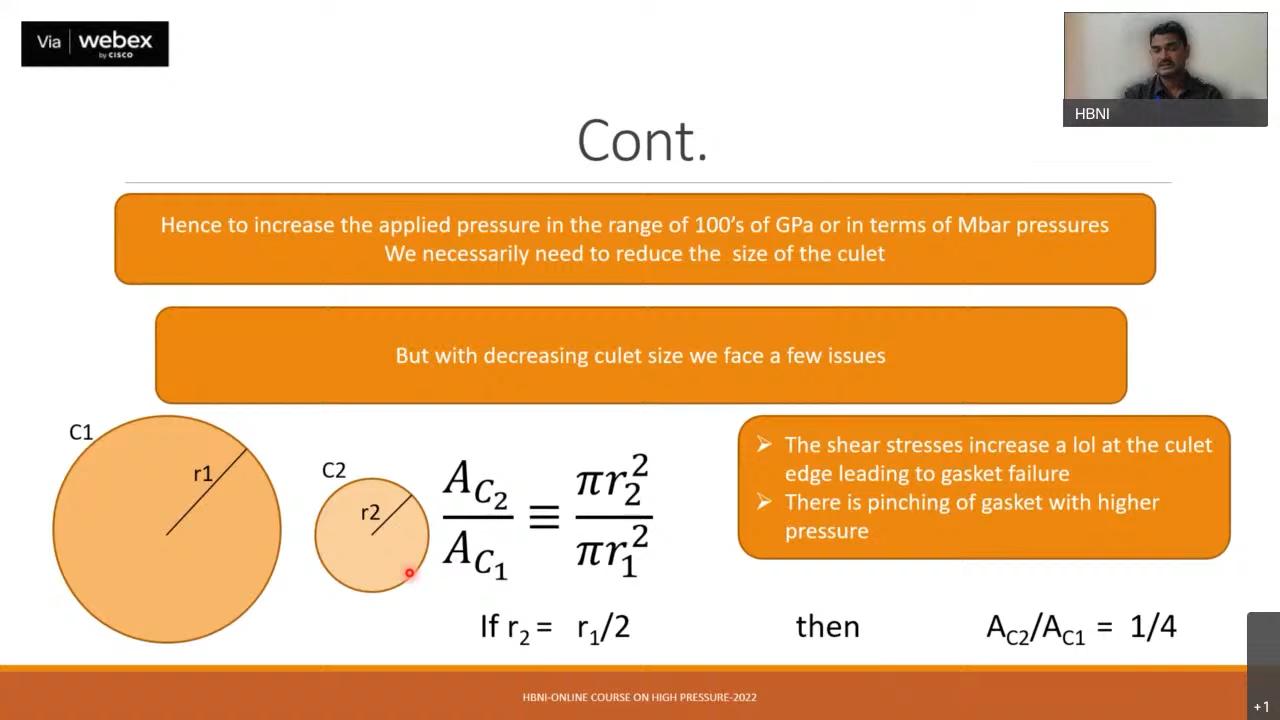 Via | webex
by CISCO
HBNI
Cont.
Hence to increase the applied pressure in the range of 100's of GPa or in terms of Mbar pressures
We necessarily need to reduce the size of the culet
But with decreasing culet size we face a few issues
C1
r1
C2
r2
A_C₂ / A_C₁ ≡ πr₂² / πr₁²
➢ The shear stresses increase a lol at the culet
edge leading to gasket failure
➢ There is pinching of gasket with higher
pressure
If r₂ = r₁/2 then A_C2/A_C1 = 1/4
HBNI-ONLINE COURSE ON HIGH PRESSURE-2022
+1